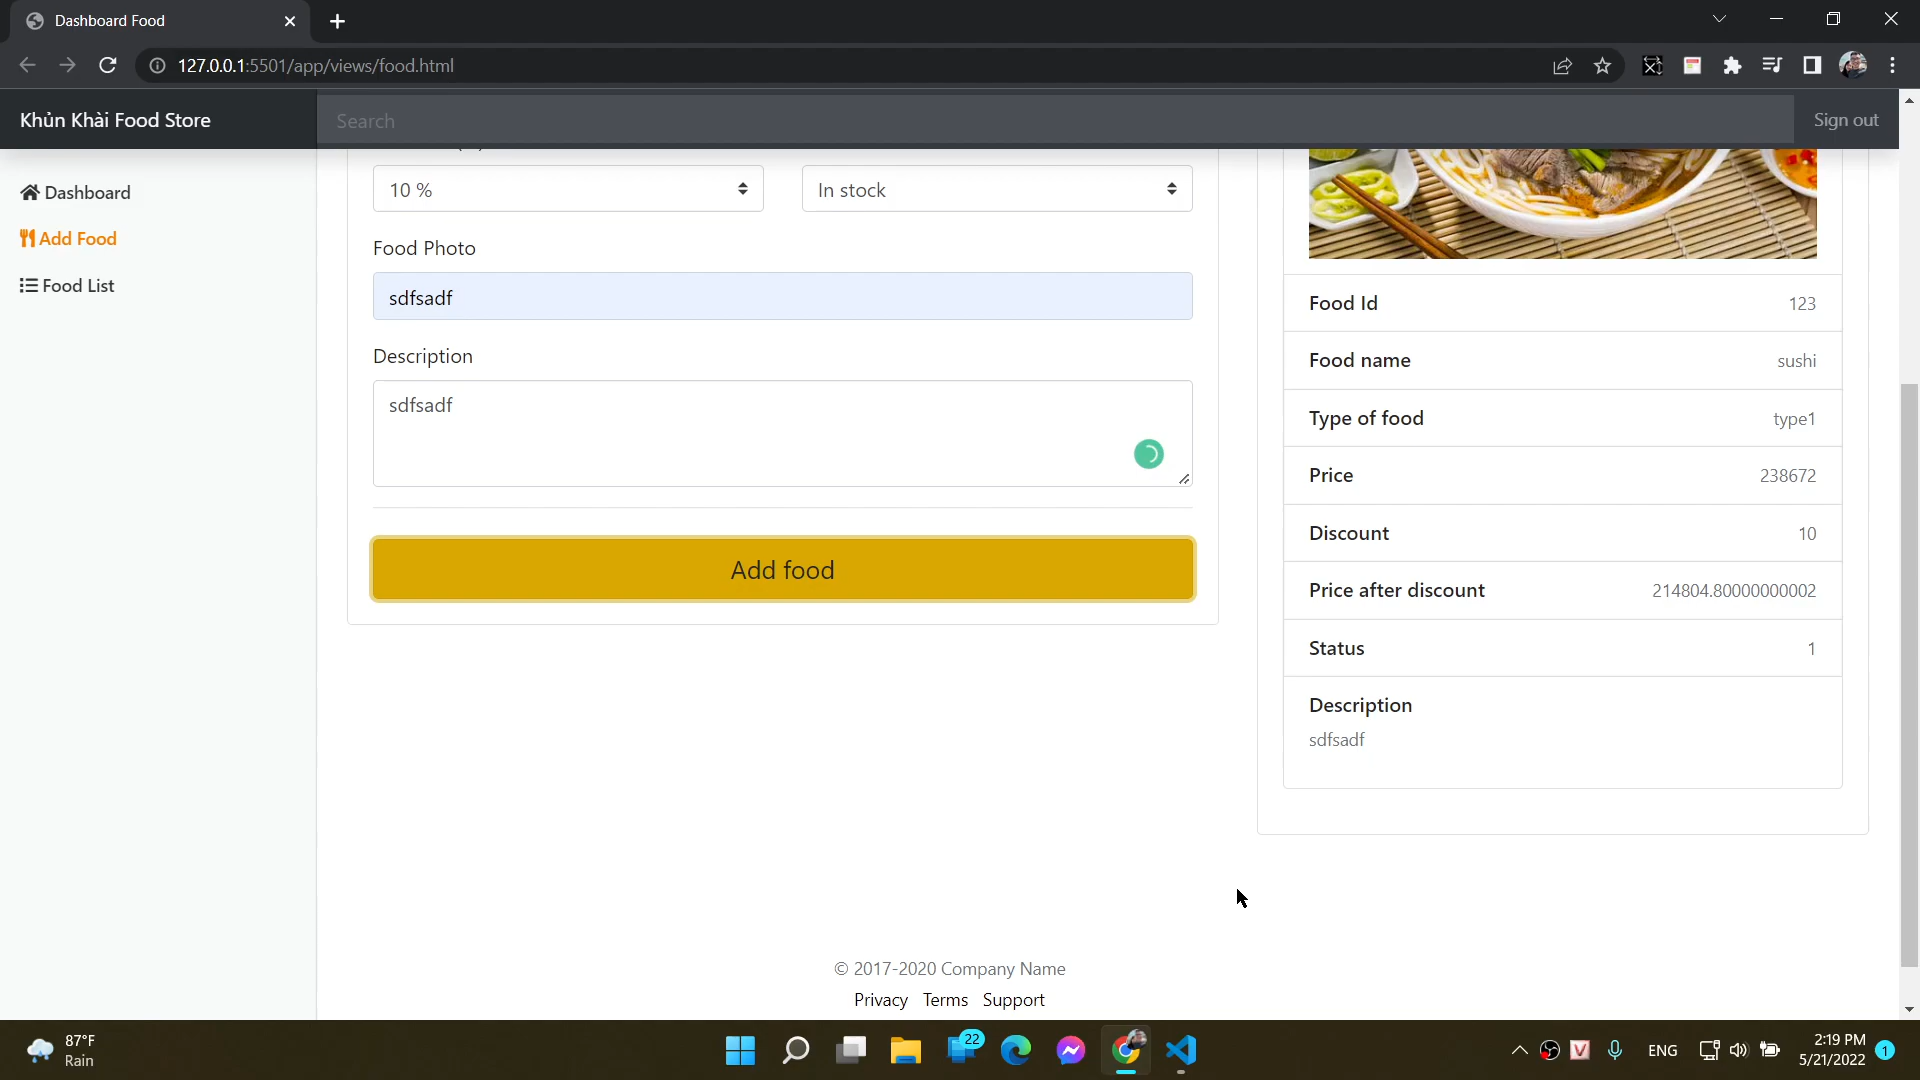 Dashboard Food
127.0.0.1:5501/app/views/food.html
Khủn Khài Food Store
Search
Sign out
Dashboard
Add Food
Food List
10 %
In stock
Food Photo
sdfsadf
Description
sdfsadf
Add food
Food Id 123
Food name sushi
Type of food type1
Price 238672
Discount 10
Price after discount 214804.80000000002
Status 1
Description
sdfsadf
© 2017-2020 Company Name
Privacy Terms Support
87°F
Rain
22
ENG
2:19 PM
5/21/2022
1